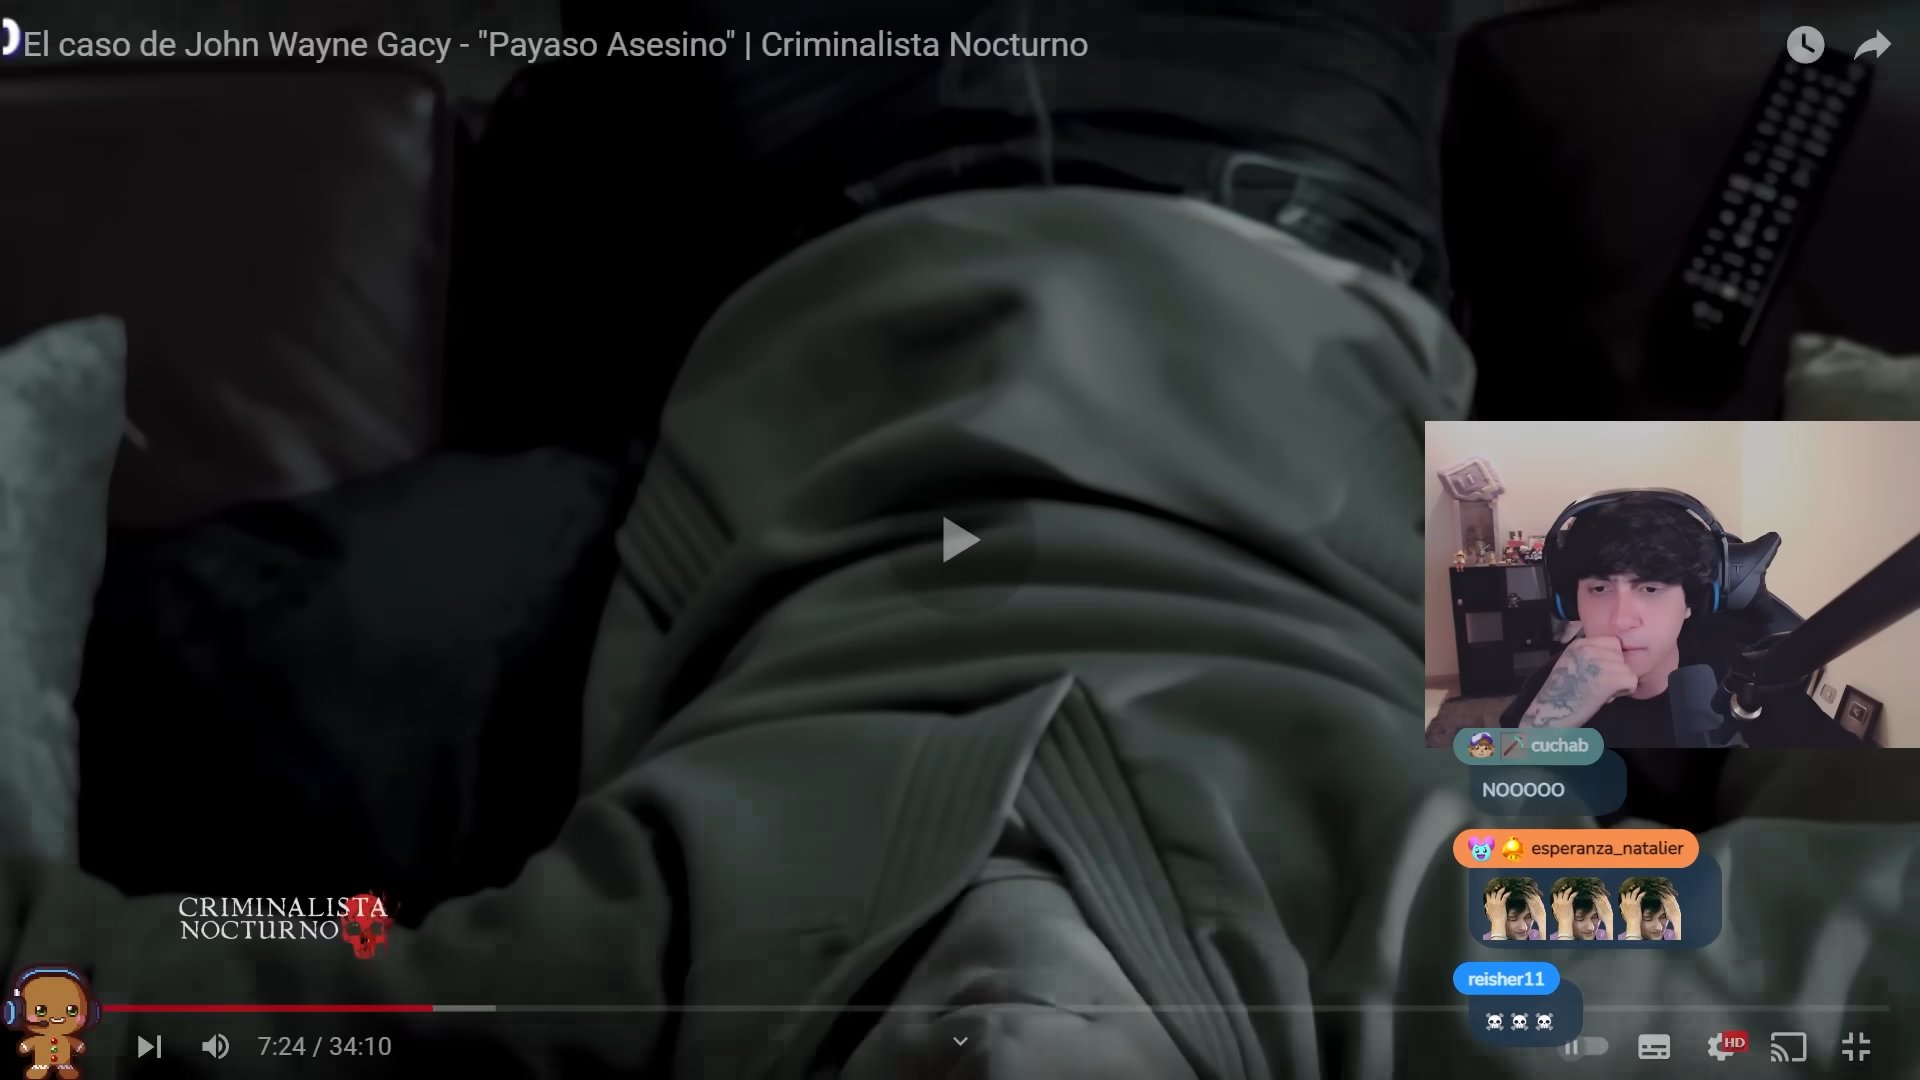 El caso de John Wayne Gacy - "Payaso Asesino" | Criminalista Nocturno
cuchab
NOOOOO
esperanza_natalier
CRIMINALISTA
NOCTURNO
reisher11
7:24 / 34:10
HD